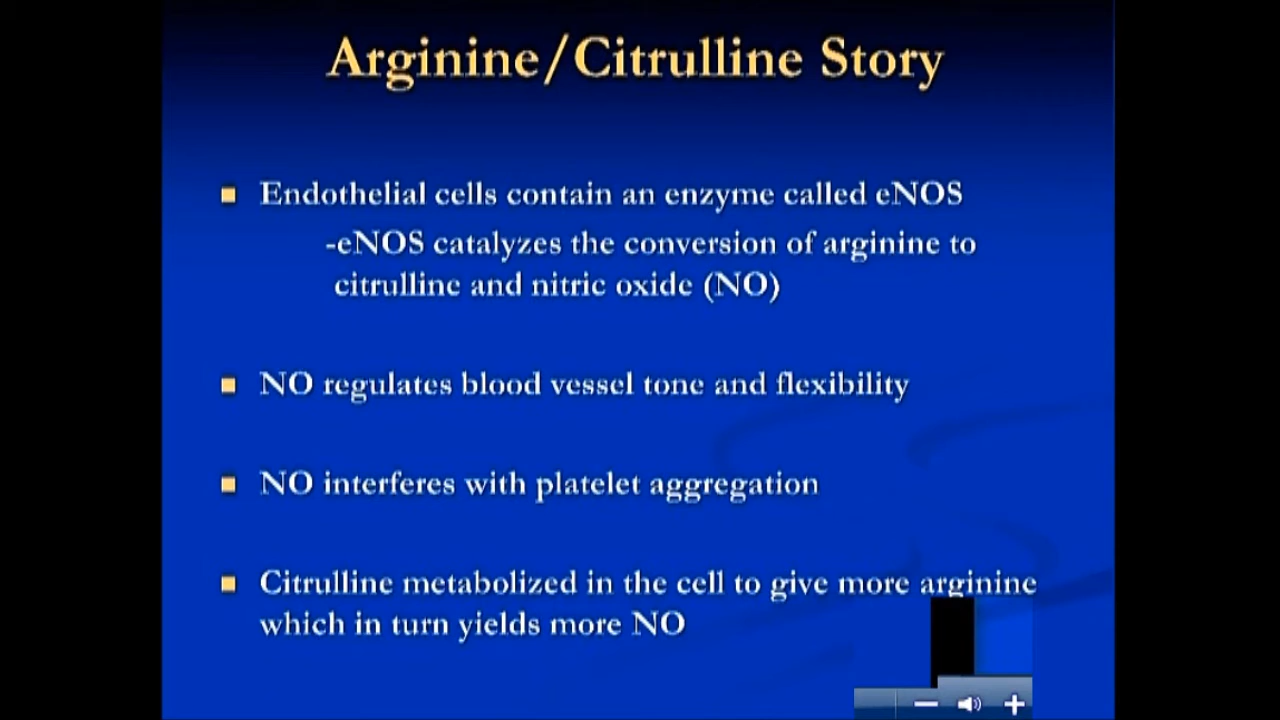 Arginine/Citrulline Story
Endothelial cells contain an enzyme called eNOS
-eNOS catalyzes the conversion of arginine to
citrulline and nitric oxide (NO)
NO regulates blood vessel tone and flexibility
NO interferes with platelet aggregation
Citrulline metabolized in the cell to give more arginine
which in turn yields more NO